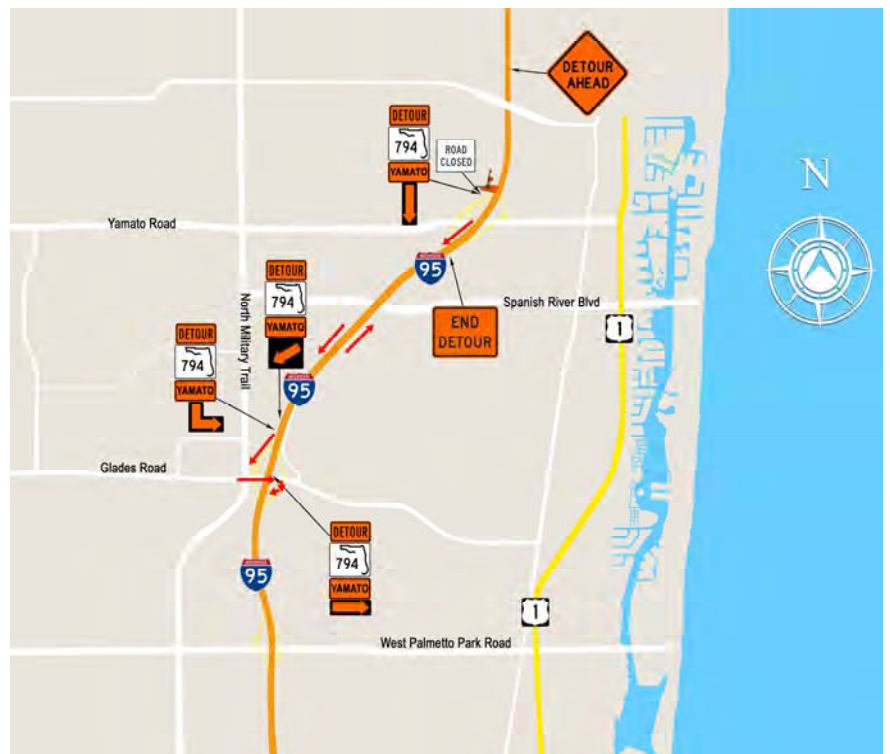 DETOUR
AHEAD
DETOUR
794
YAMATO
ROAD
CLOSED
N
Yamato Road
95
DETOUR
794
YAMATO
North Military Trail
Spanish River Blvd
END
DETOUR
1
DETOUR
794
YAMATO
95
Glades Road
DETOUR
794
YAMATO
95
1
West Palmetto Park Road